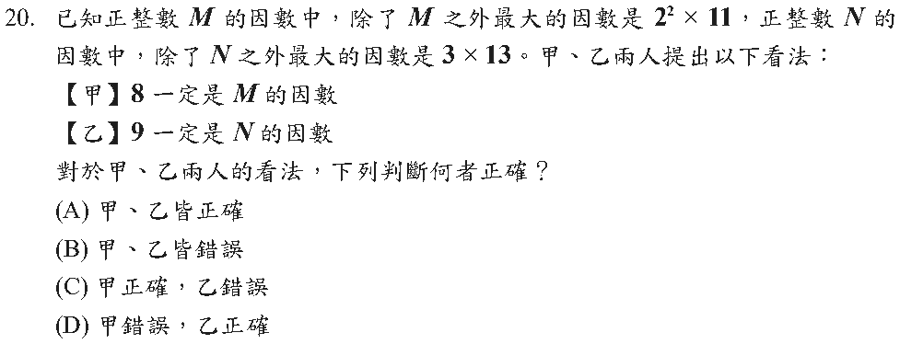 20. 已知正整數 M 的因數中，除了 M 之外最大的因數是 2² × 11，正整數 N 的
因數中，除了 N 之外最大的因數是 3 × 13。甲、乙兩人提出以下看法：
【甲】8 一定是 M 的因數
【乙】9 一定是 N 的因數
對於甲、乙兩人的看法，下列判斷何者正確？
(A) 甲、乙皆正確
(B) 甲、乙皆錯誤
(C) 甲正確，乙錯誤
(D) 甲錯誤，乙正確